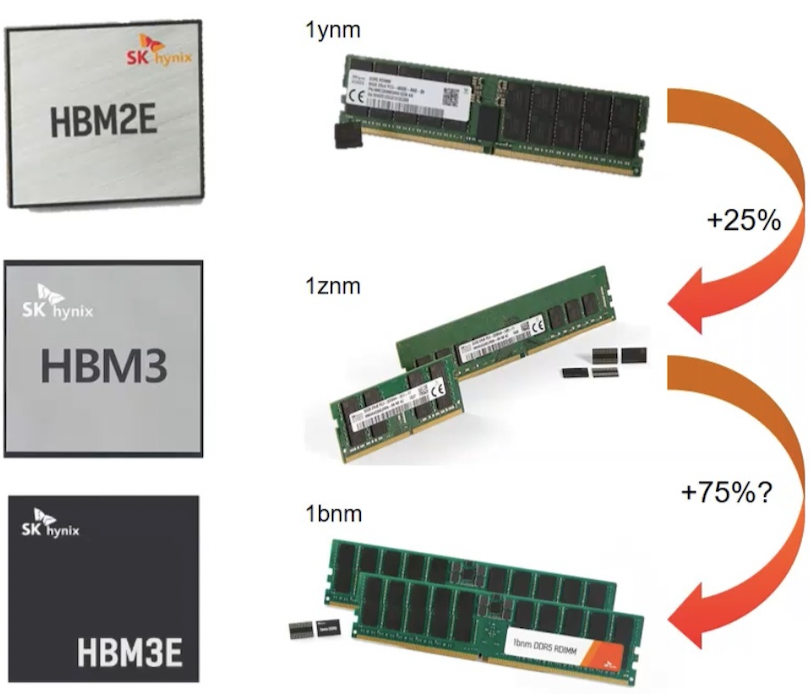 SK hynix
HBM2E
1ynm
+25%
SK hynix
HBM3
1znm
+75%?
SK hynix
HBM3E
1bnm
1bnm DDR5 RDIMM